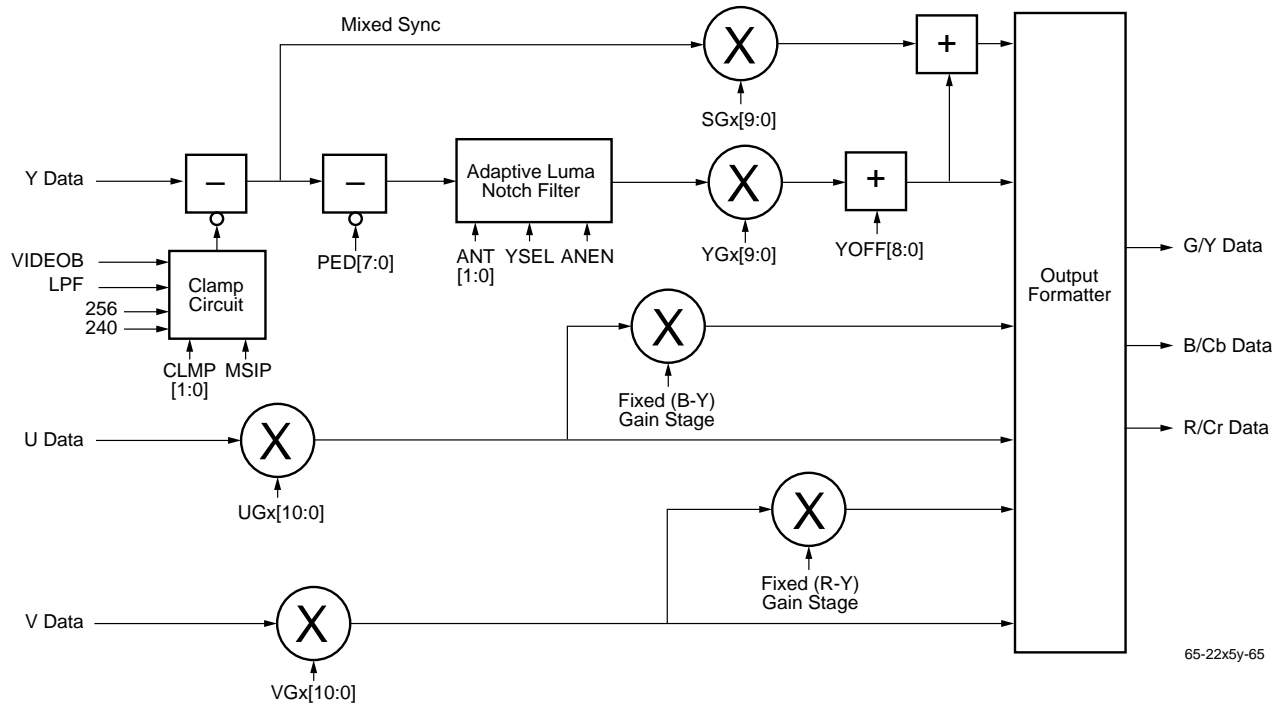 Mixed Sync
X
+
SGx[9:0]
Y Data
–
–
Adaptive Luma
Notch Filter
X
+
PED[7:0]
ANT
[1:0]
YSEL
ANEN
YGx[9:0]
YOFF[8:0]
VIDEOB
LPF
256
240
Clamp
Circuit
CLMP
[1:0]
MSIP
Output
Formatter
G/Y Data
B/Cb Data
R/Cr Data
X
Fixed (B-Y)
Gain Stage
U Data
X
UGx[10:0]
X
Fixed (R-Y)
Gain Stage
V Data
X
VGx[10:0]
65-22x5y-65